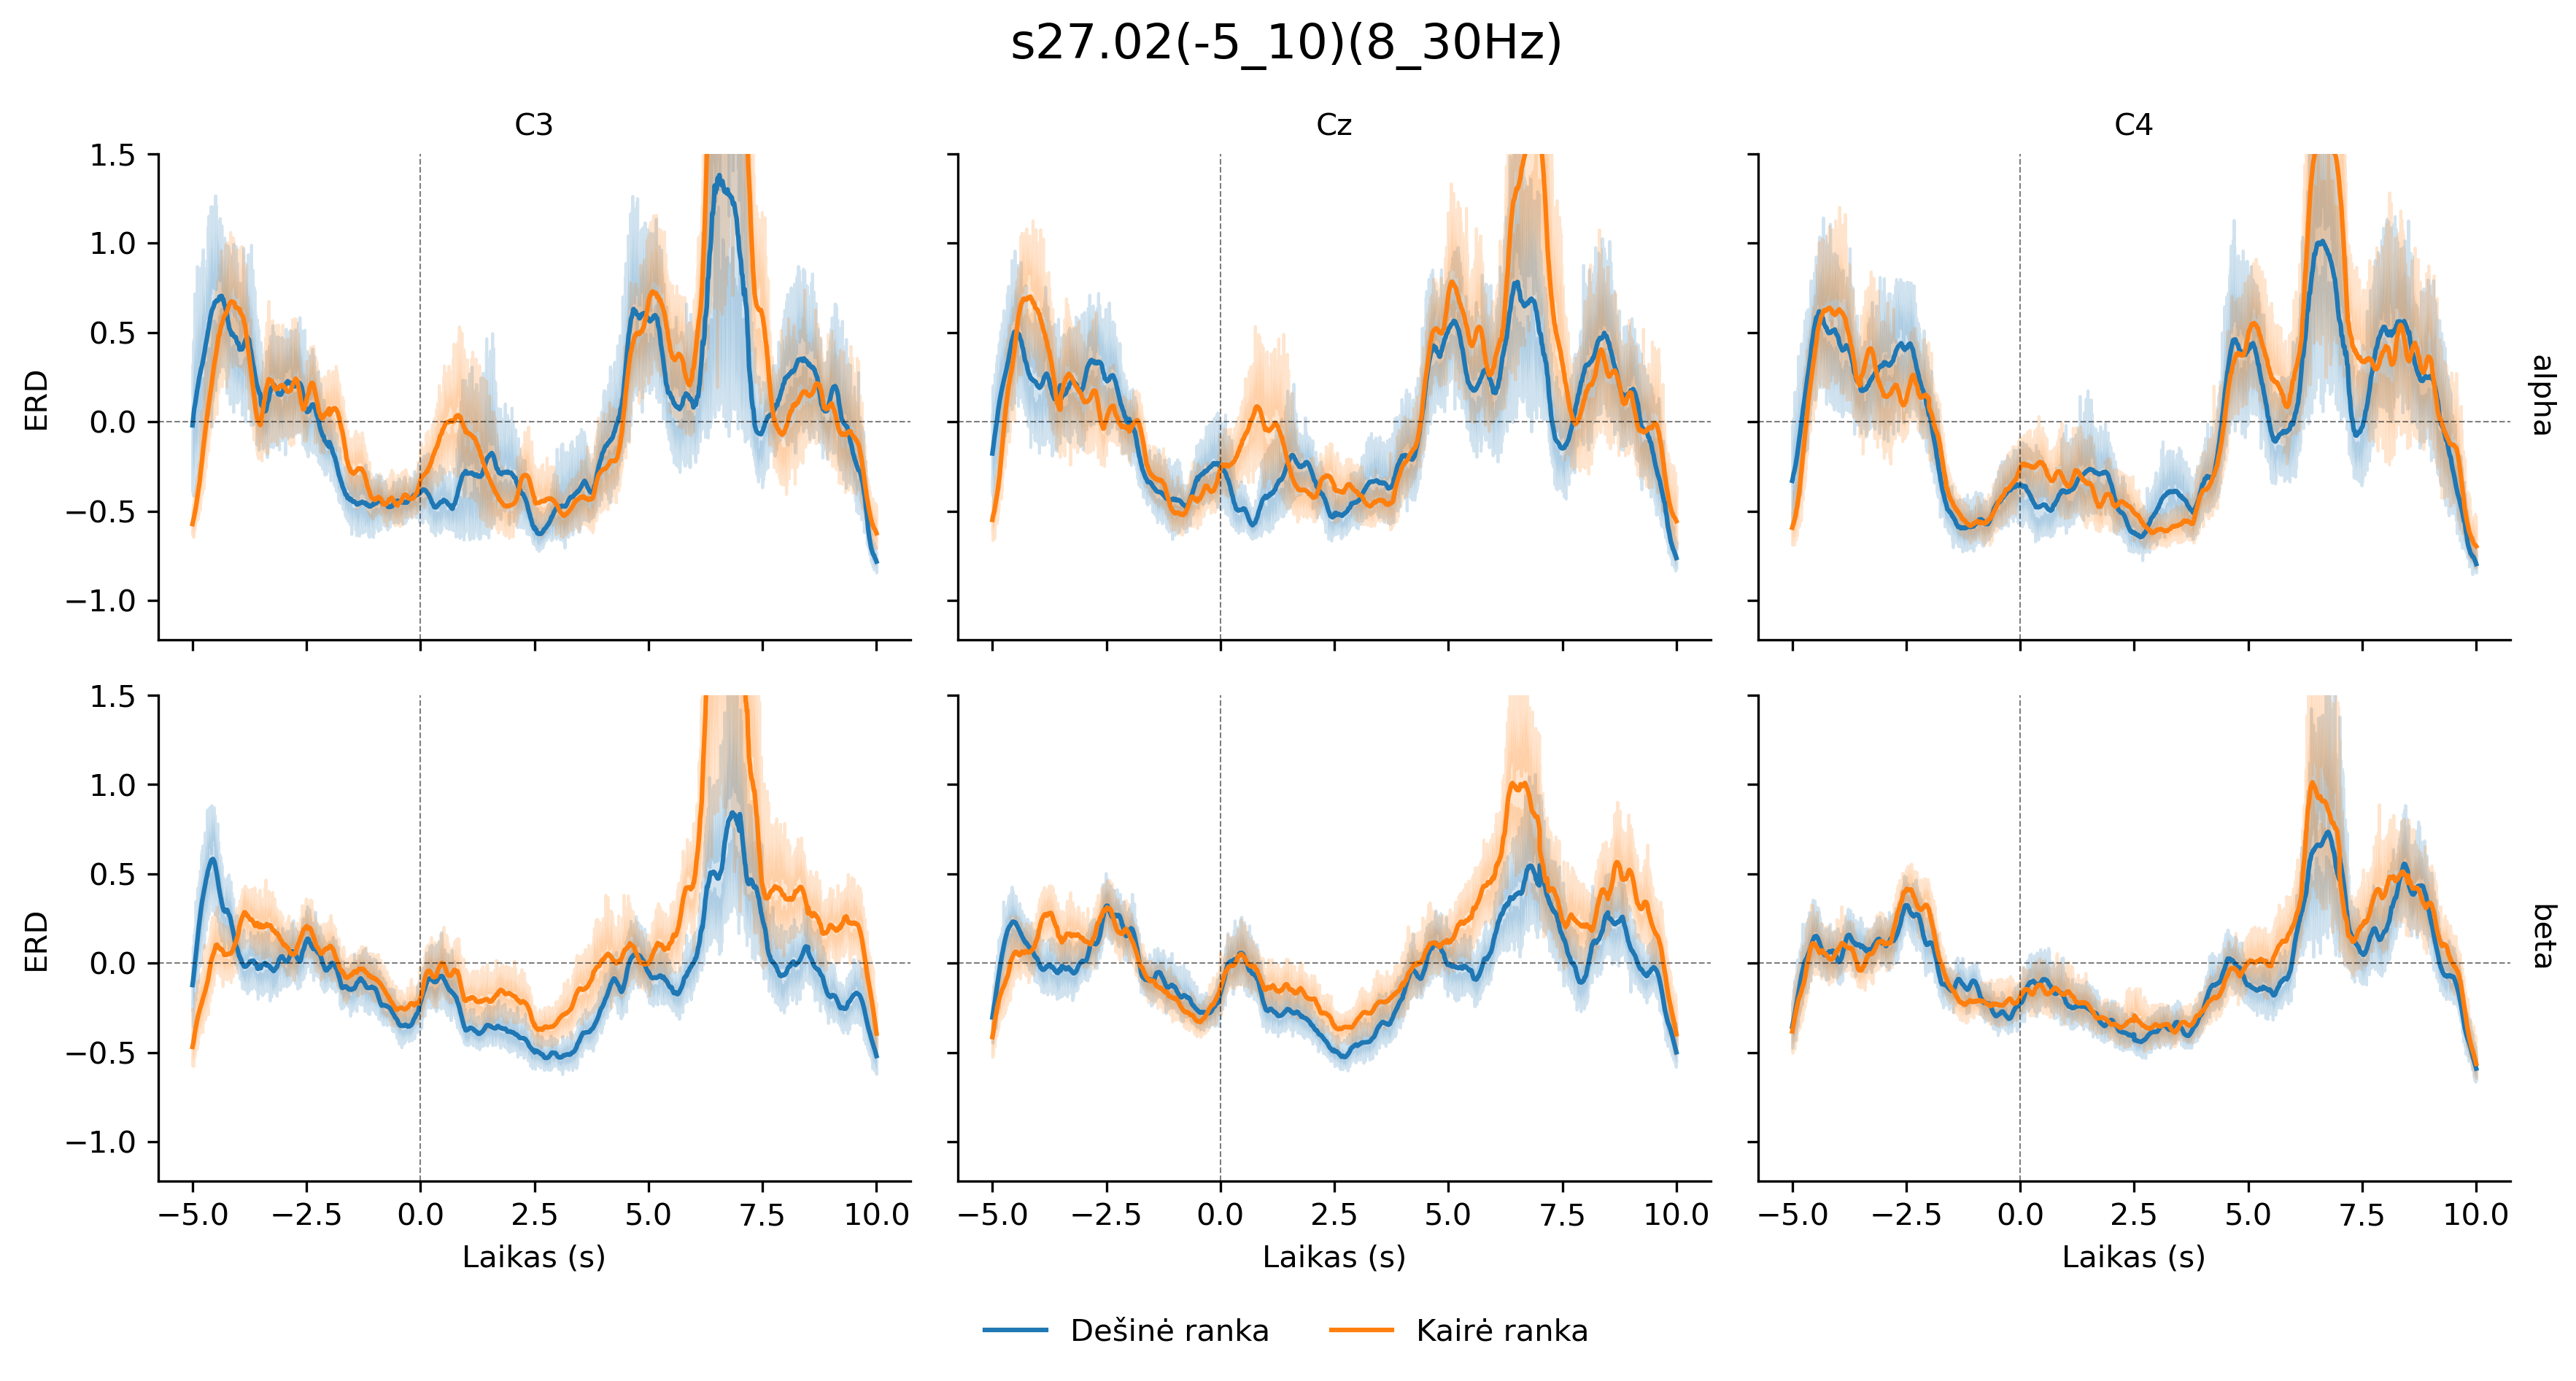 s27.02(-5_10)(8_30Hz)
C3 Cz C4
1.5
1.0
0.5
0.0
−0.5
−1.0
ERD
alpha
1.5
1.0
0.5
0.0
−0.5
−1.0
ERD
beta
−5.0 −2.5 0.0 2.5 5.0 7.5 10.0 −5.0 −2.5 0.0 2.5 5.0 7.5 10.0 −5.0 −2.5 0.0 2.5 5.0 7.5 10.0
Laikas (s) Laikas (s) Laikas (s)
Dešinė ranka Kairė ranka